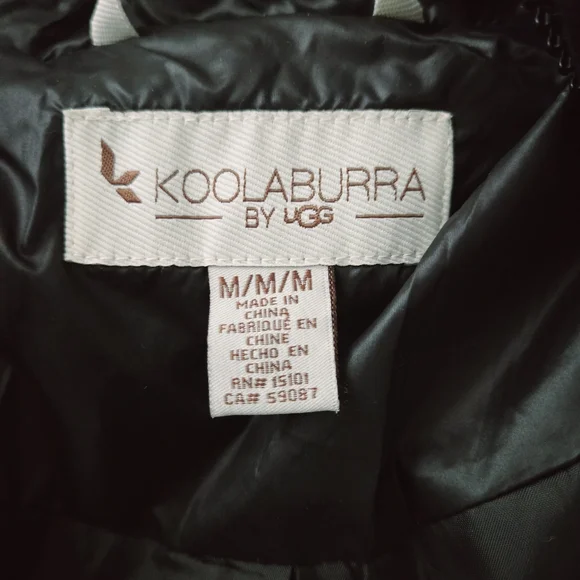 KOOLABURRA
BY UGG
M/M/M
MADE IN
CHINA
FABRIQUÉ EN
CHINE
HECHO EN
CHINA
RN# 15101
CA# 59087